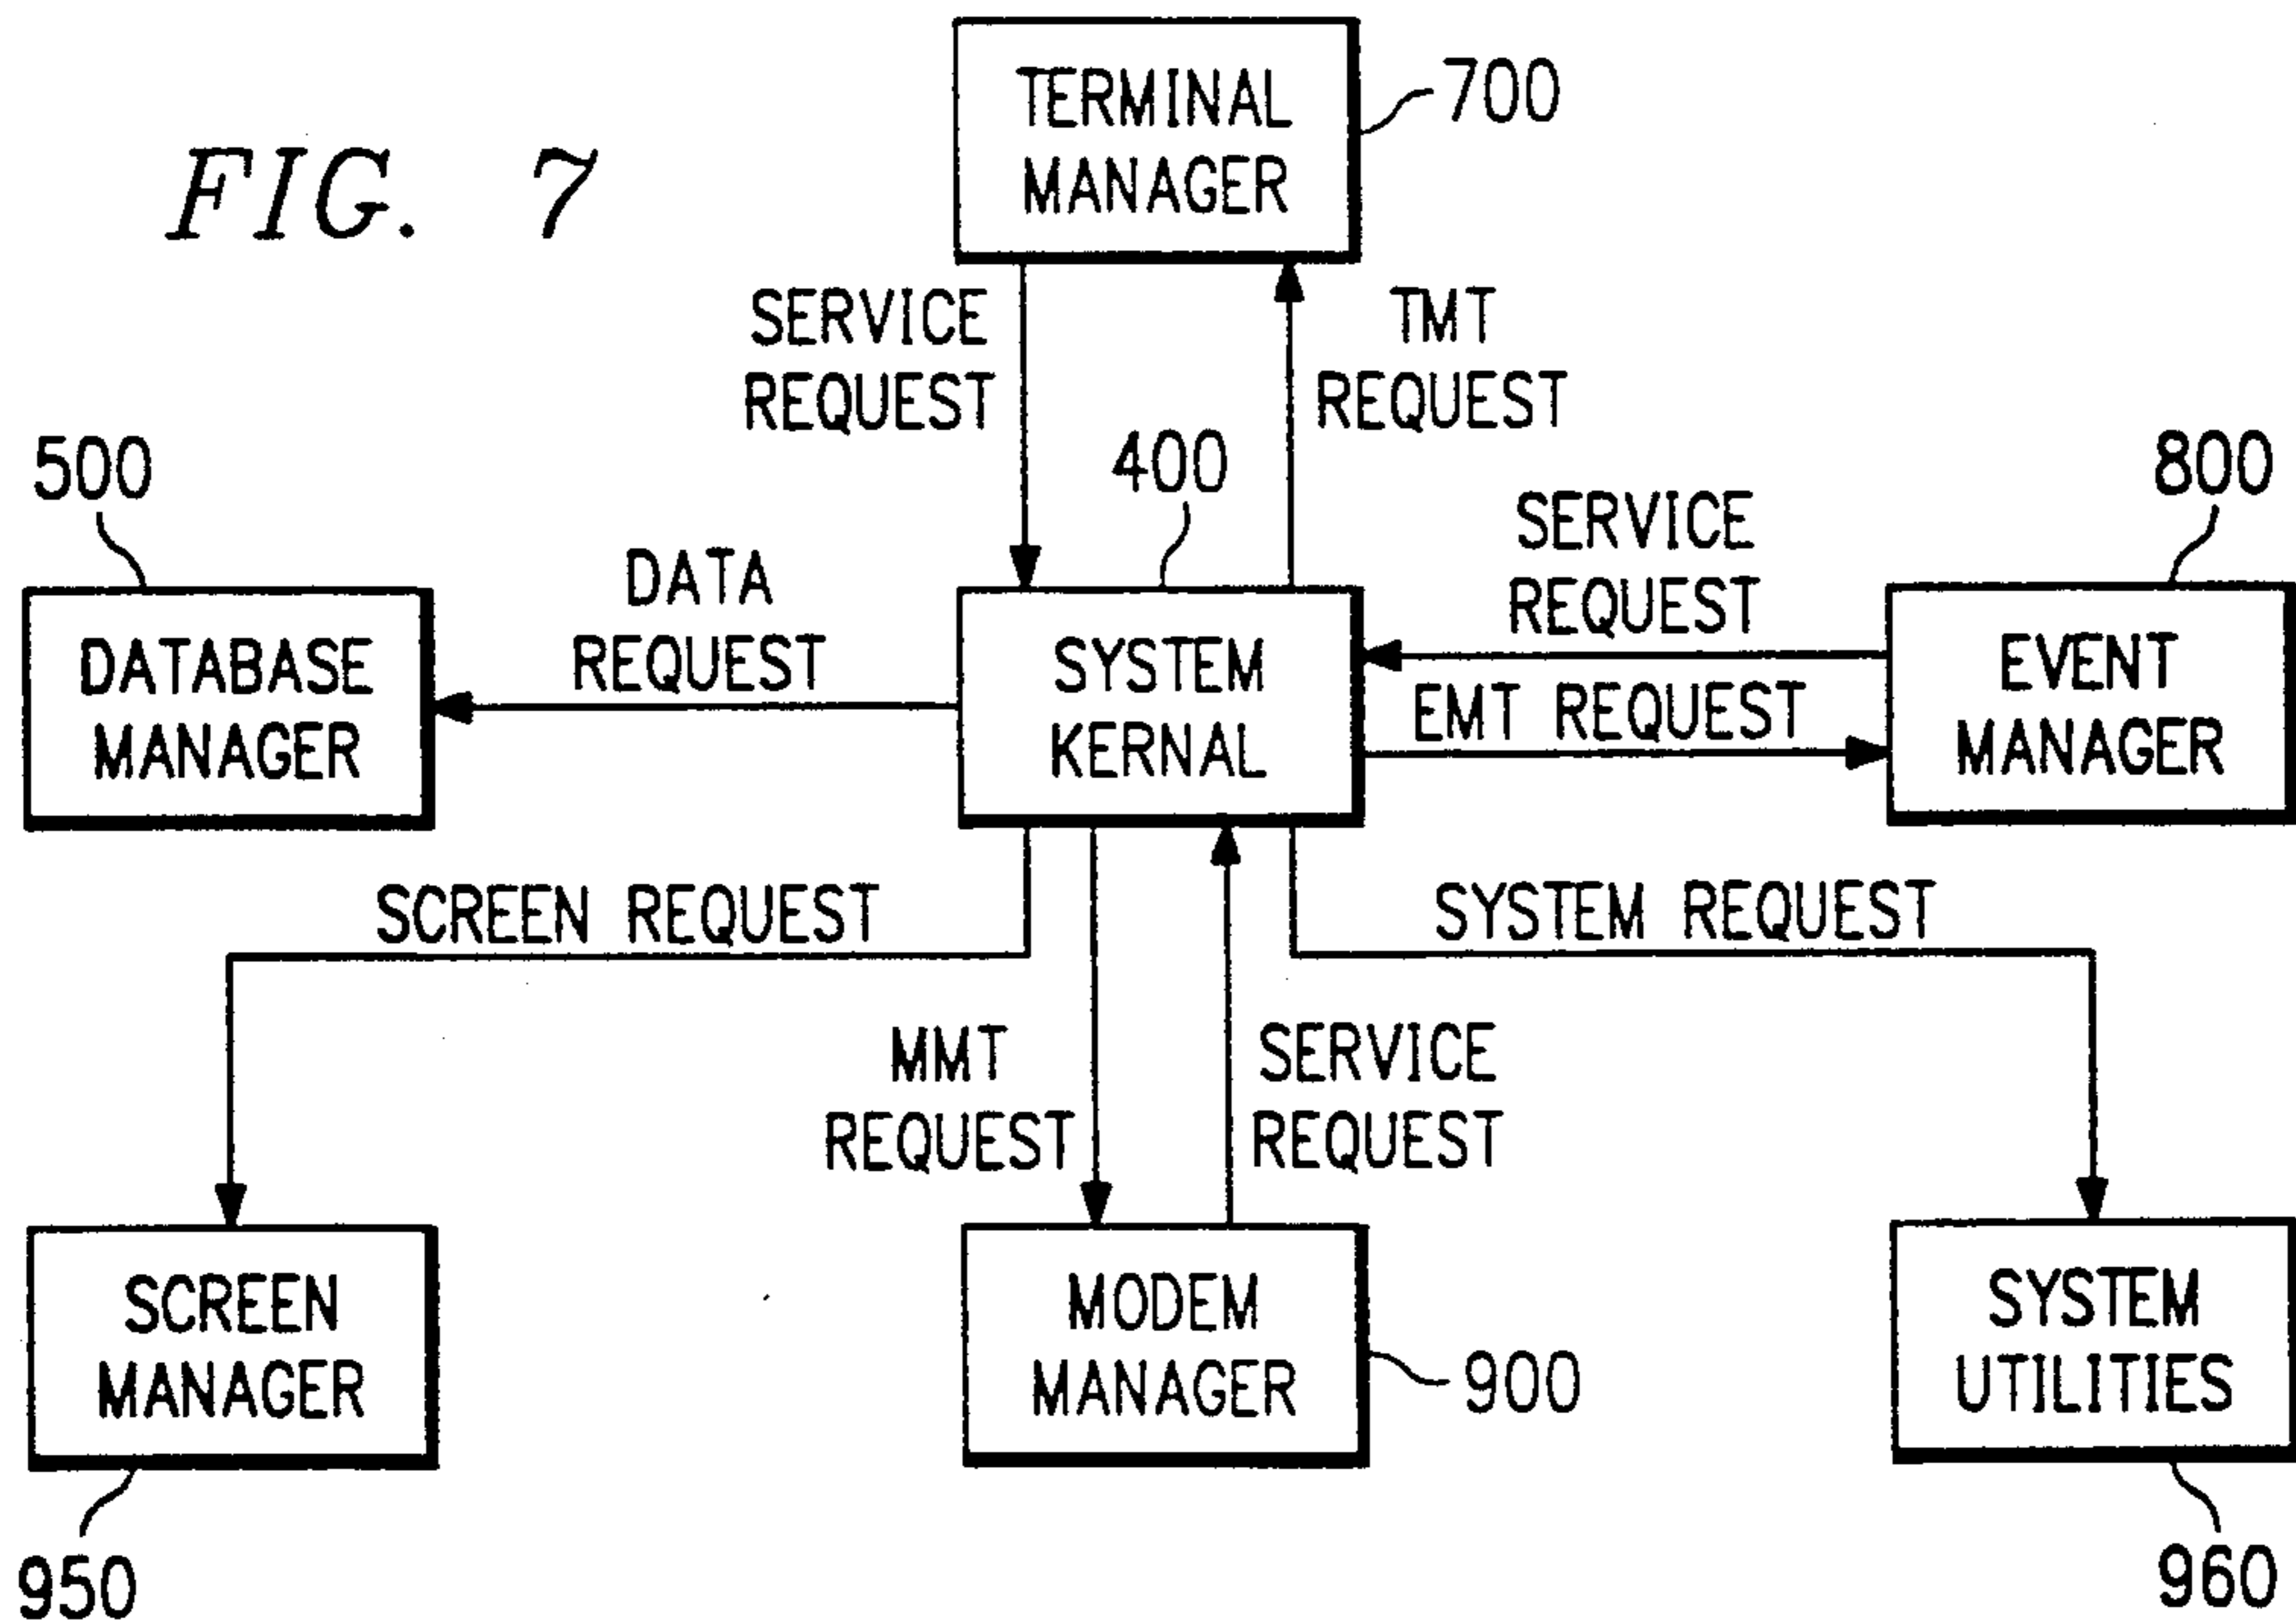 FIG. 7
TERMINAL
MANAGER
700
SERVICE
REQUEST
TMT
REQUEST
500
400
800
DATA
REQUEST
SERVICE
REQUEST
DATABASE
MANAGER
SYSTEM
KERNAL
EMT REQUEST
EVENT
MANAGER
SCREEN REQUEST
SYSTEM REQUEST
MMT
REQUEST
SERVICE
REQUEST
SCREEN
MANAGER
MODEM
MANAGER
900
SYSTEM
UTILITIES
950
960